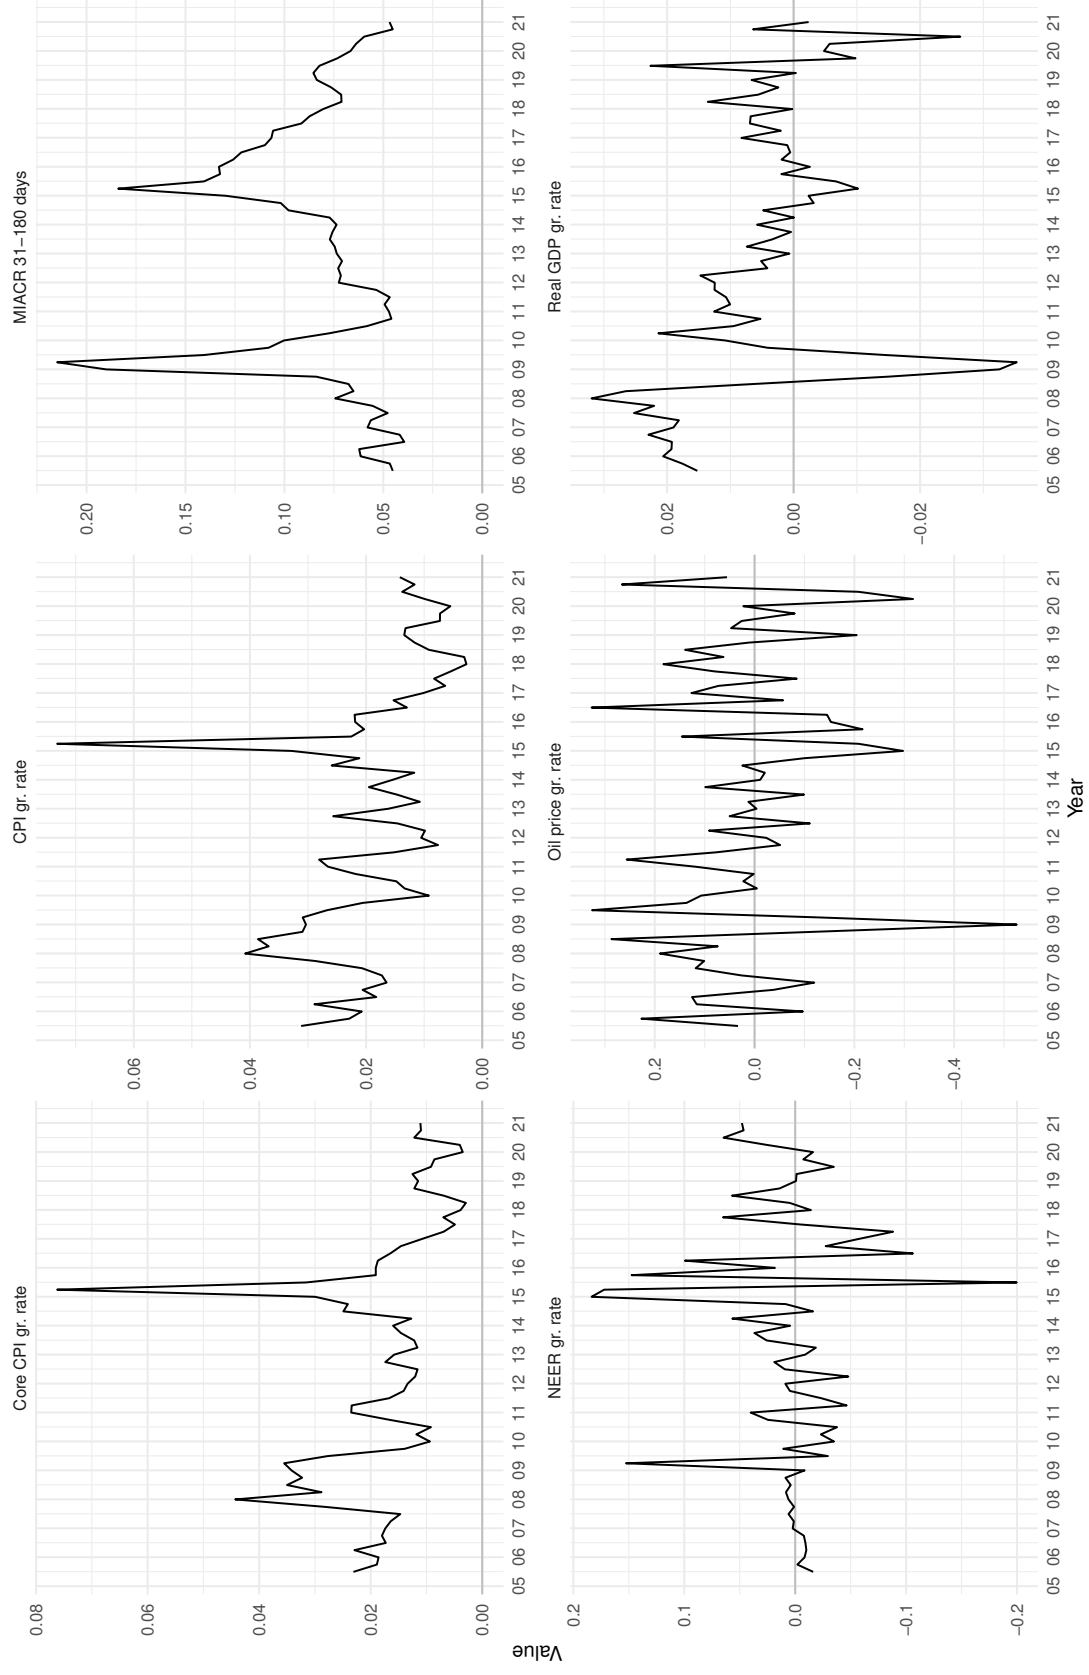 Core CPI gr. rate
0.08
0.06
0.04
0.02
0.00
05 06 07 08 09 10 11 12 13 14 15 16 17 18 19 20 21
CPI gr. rate
0.06
0.04
0.02
0.00
05 06 07 08 09 10 11 12 13 14 15 16 17 18 19 20 21
MIACR 31−180 days
0.20
0.15
0.10
0.05
0.00
05 06 07 08 09 10 11 12 13 14 15 16 17 18 19 20 21
Value
NEER gr. rate
0.2
0.1
0.0
−0.1
−0.2
05 06 07 08 09 10 11 12 13 14 15 16 17 18 19 20 21
Oil price gr. rate
0.2
0.0
−0.2
−0.4
05 06 07 08 09 10 11 12 13 14 15 16 17 18 19 20 21
Real GDP gr. rate
0.02
0.00
−0.02
05 06 07 08 09 10 11 12 13 14 15 16 17 18 19 20 21
Year